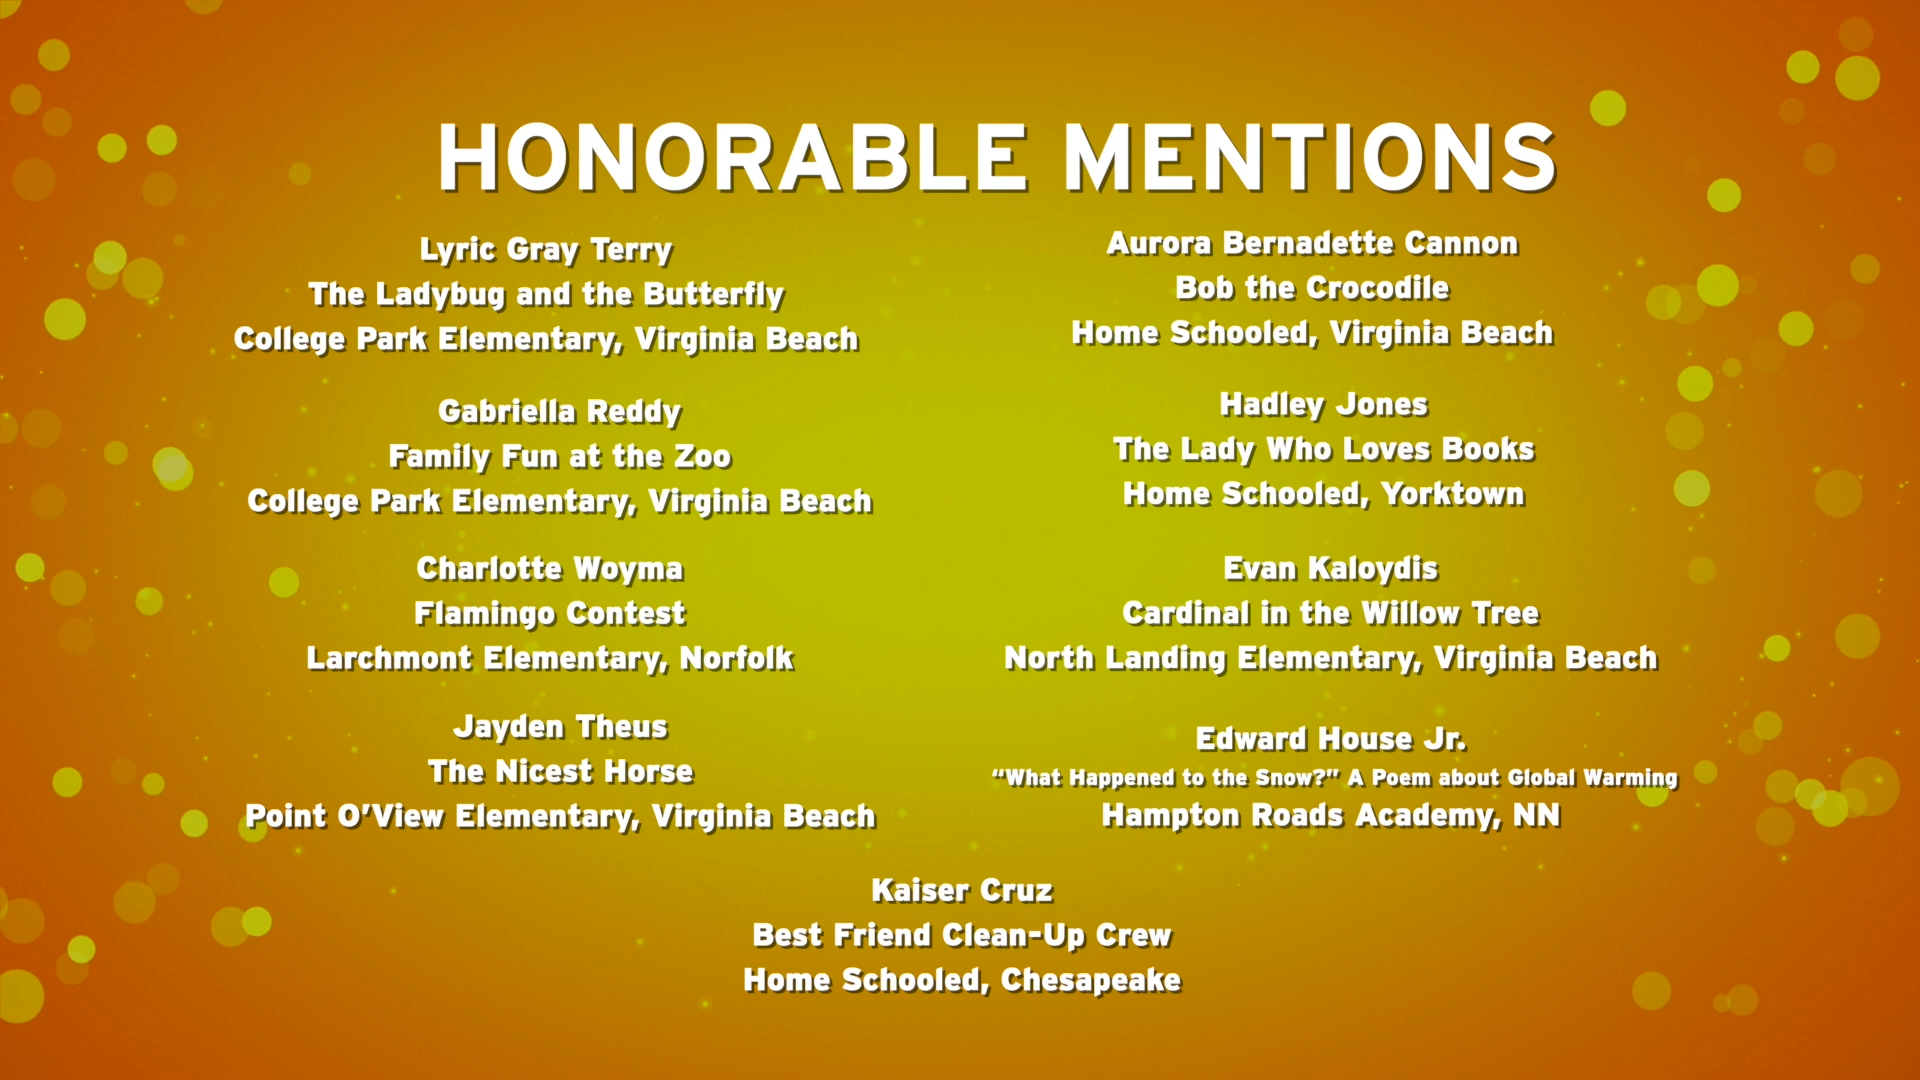 HONORABLE MENTIONS
Lyric Gray Terry
The Ladybug and the Butterfly
College Park Elementary, Virginia Beach
Gabriella Reddy
Family Fun at the Zoo
College Park Elementary, Virginia Beach
Charlotte Woyma
Flamingo Contest
Larchmont Elementary, Norfolk
Jayden Theus
The Nicest Horse
Point O’View Elementary, Virginia Beach
Aurora Bernadette Cannon
Bob the Crocodile
Home Schooled, Virginia Beach
Hadley Jones
The Lady Who Loves Books
Home Schooled, Yorktown
Evan Kaloydis
Cardinal in the Willow Tree
North Landing Elementary, Virginia Beach
Edward House Jr.
“What Happened to the Snow?” A Poem about Global Warming
Hampton Roads Academy, NN
Kaiser Cruz
Best Friend Clean-Up Crew
Home Schooled, Chesapeake